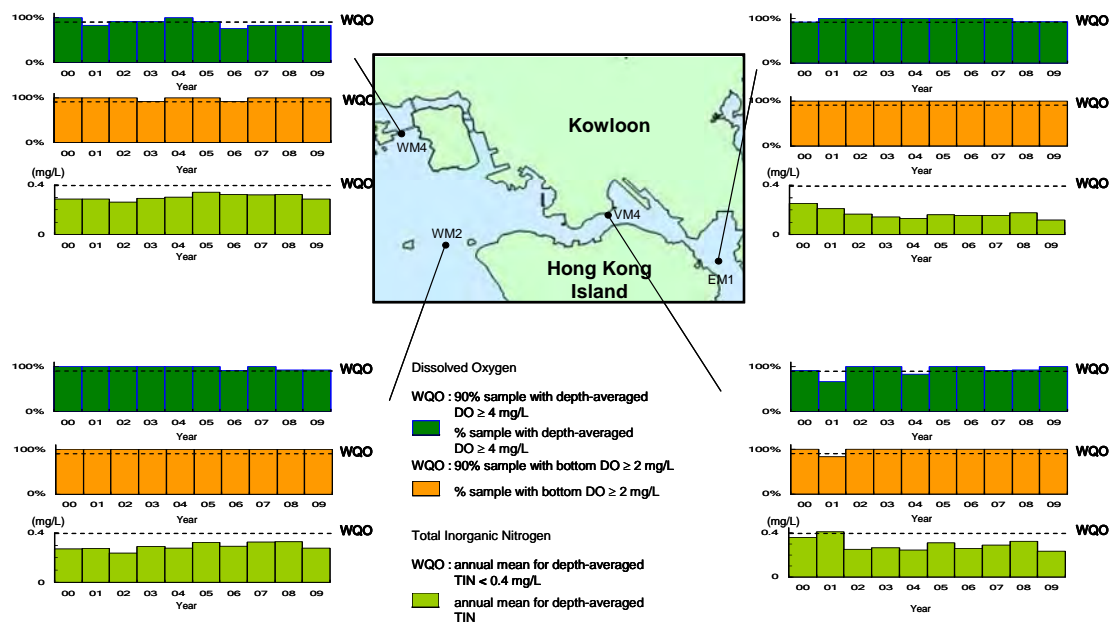 100%
WQO
0%
00 01 02 03 04 05 06 07 08 09
Year
100%
WQO
0%
00 01 02 03 04 05 06 07 08 09
Year
(mg/L)
0.4
WQO
0
00 01 02 03 04 05 06 07 08 09
Year
100%
WQO
0%
00 01 02 03 04 05 06 07 08 09
Year
100%
WQO
0%
00 01 02 03 04 05 06 07 08 09
Year
(mg/L)
0.4
WQO
0
00 01 02 03 04 05 06 07 08 09
Year
Kowloon
WM4
VM4
WM2
EM1
Hong Kong
Island
100%
WQO
0%
00 01 02 03 04 05 06 07 08 09
Year
100%
WQO
0%
00 01 02 03 04 05 06 07 08 09
Year
(mg/L)
0.4
WQO
0
00 01 02 03 04 05 06 07 08 09
Year
Dissolved Oxygen
WQO : 90% sample with depth-averaged
DO ≥ 4 mg/L
% sample with depth-averaged
DO ≥ 4 mg/L
WQO : 90% sample with bottom DO ≥ 2 mg/L
% sample with bottom DO ≥ 2 mg/L
Total Inorganic Nitrogen
WQO : annual mean for depth-averaged
TIN < 0.4 mg/L
annual mean for depth-averaged
TIN
100%
WQO
0%
00 01 02 03 04 05 06 07 08 09
Year
100%
WQO
0%
00 01 02 03 04 05 06 07 08 09
Year
(mg/L)
0.4
WQO
0
00 01 02 03 04 05 06 07 08 09
Year